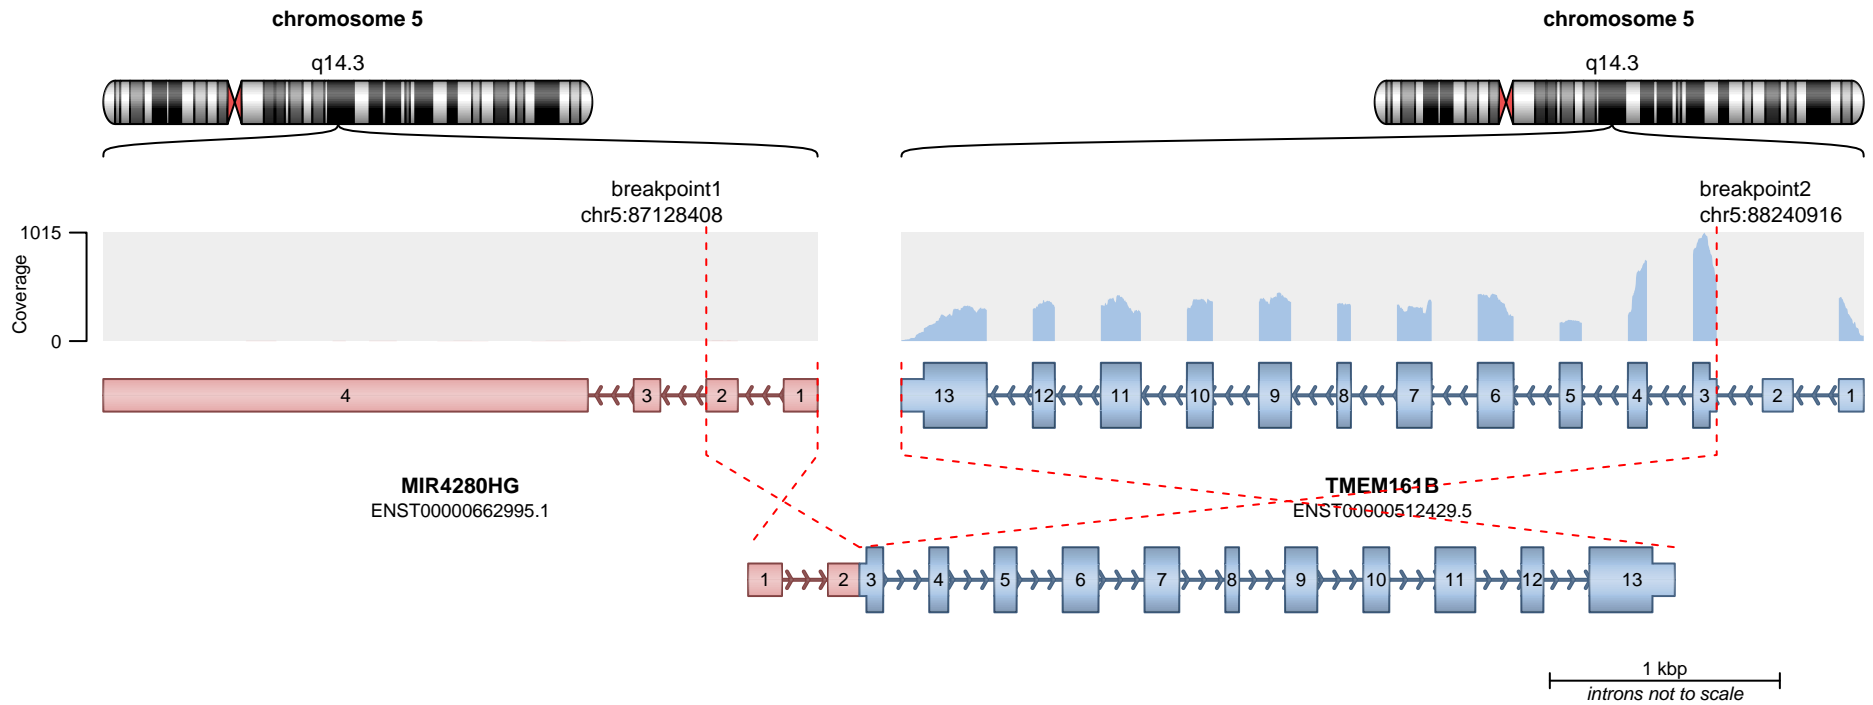 chromosome 5
chromosome 5
q14.3
q14.3
breakpoint1
chr5:87128408
breakpoint2
chr5:88240916
1015
Coverage
0
4 3 2 1
13 12 11 10 9 8 7 6 5 4 3 2 1
MIR4280HG
ENST00000662995.1
TMEM161B
ENST00000512429.5
1 2 3 4 5 6 7 8 9 10 11 12 13
1 kbp
introns not to scale